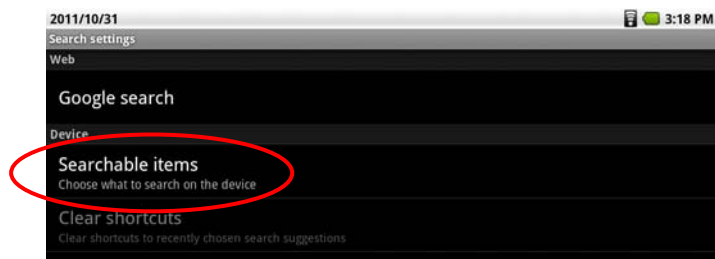 2011/10/31 3:18 PM
Search settings
Web
Google search
Device
Searchable items
Choose what to search on the device
Clear shortcuts
Clear shortcuts to recently chosen search suggestions